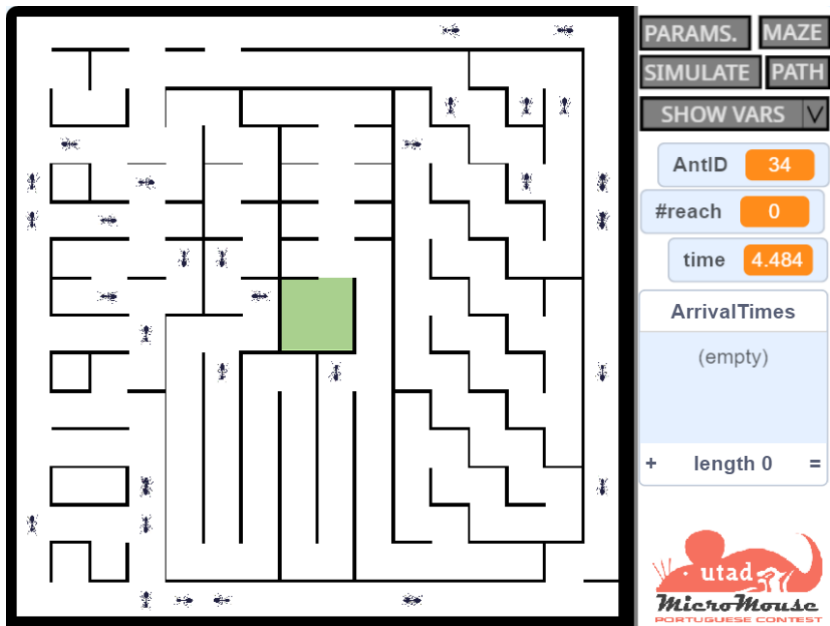 PARAMS. MAZE
SIMULATE PATH
SHOW VARS V
AntID 34
#reach 0
time 4.484
ArrivalTimes
(empty)
+ length 0 =
utad
MicroMouse
PORTUGUESE CONTEST